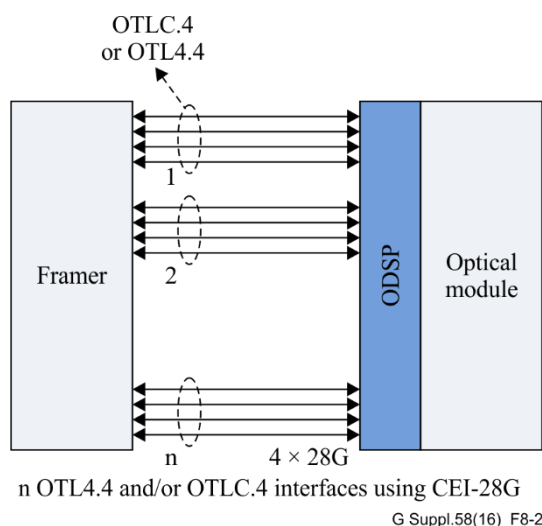 OTLC.4
or OTL4.4
1
2
Framer
ODSP
Optical
module
n
4 × 28G
n OTL4.4 and/or OTLC.4 interfaces using CEI-28G
G Suppl.58(16)_F8-2